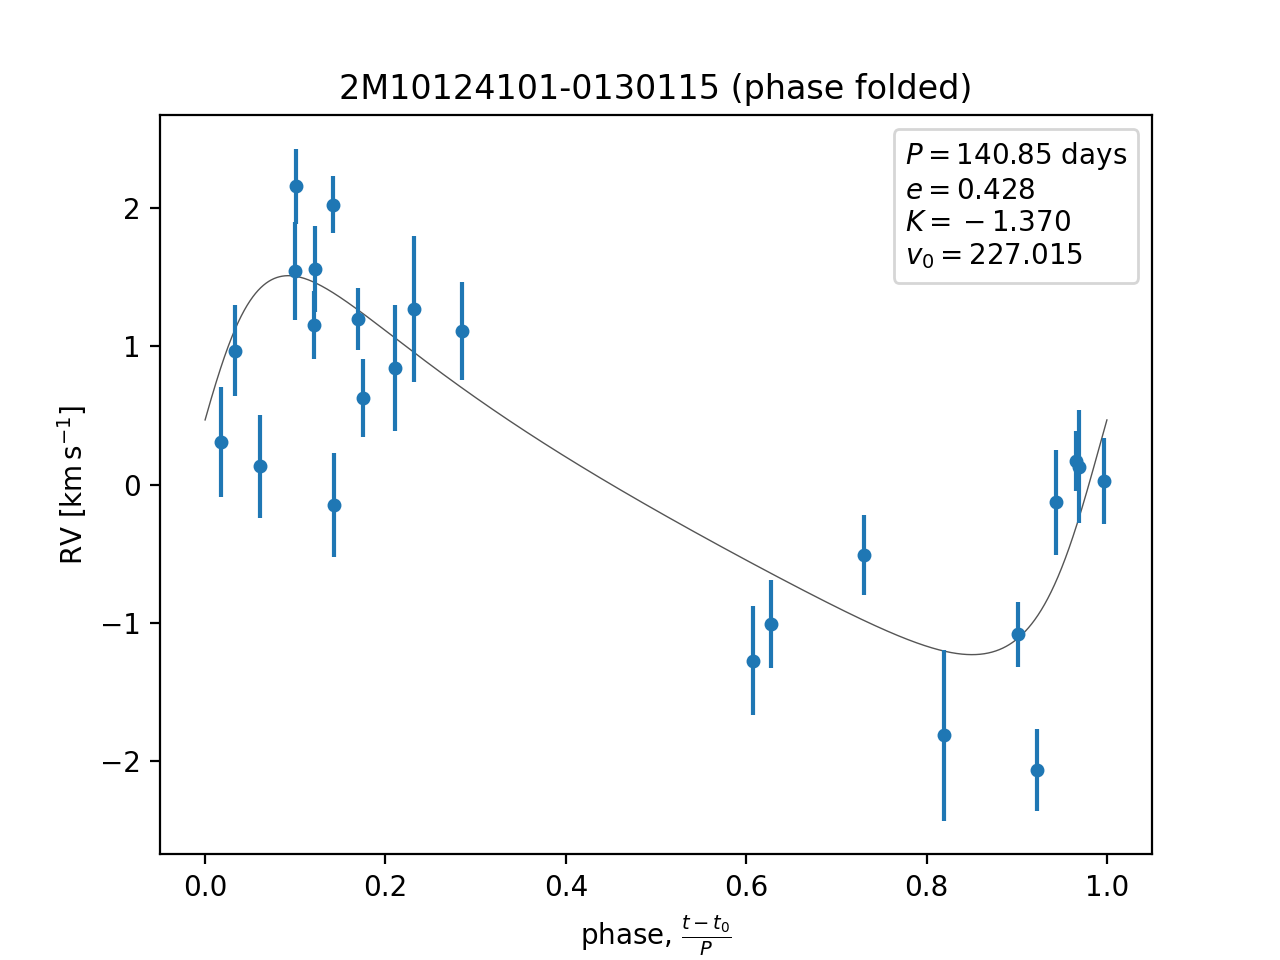 2M10124101-0130115 (phase folded)
P = 140.85 days
e = 0.428
K = −1.370
v₀ = 227.015
RV [km s⁻¹]
2
1
0
−1
−2
0.0 0.2 0.4 0.6 0.8 1.0
phase, (t − t₀)/P